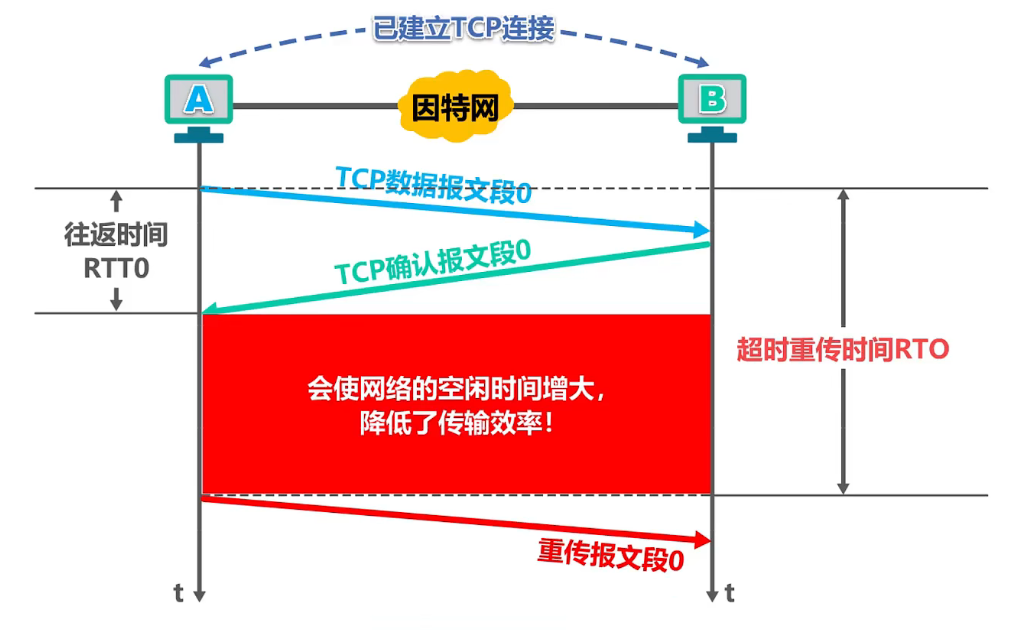 已建立TCP连接
A
因特网
B
TCP数据报文段0
往返时间
RTT0
TCP确认报文段0
超时重传时间RTO
会使网络的空闲时间增大，
降低了传输效率！
重传报文段0
t
t